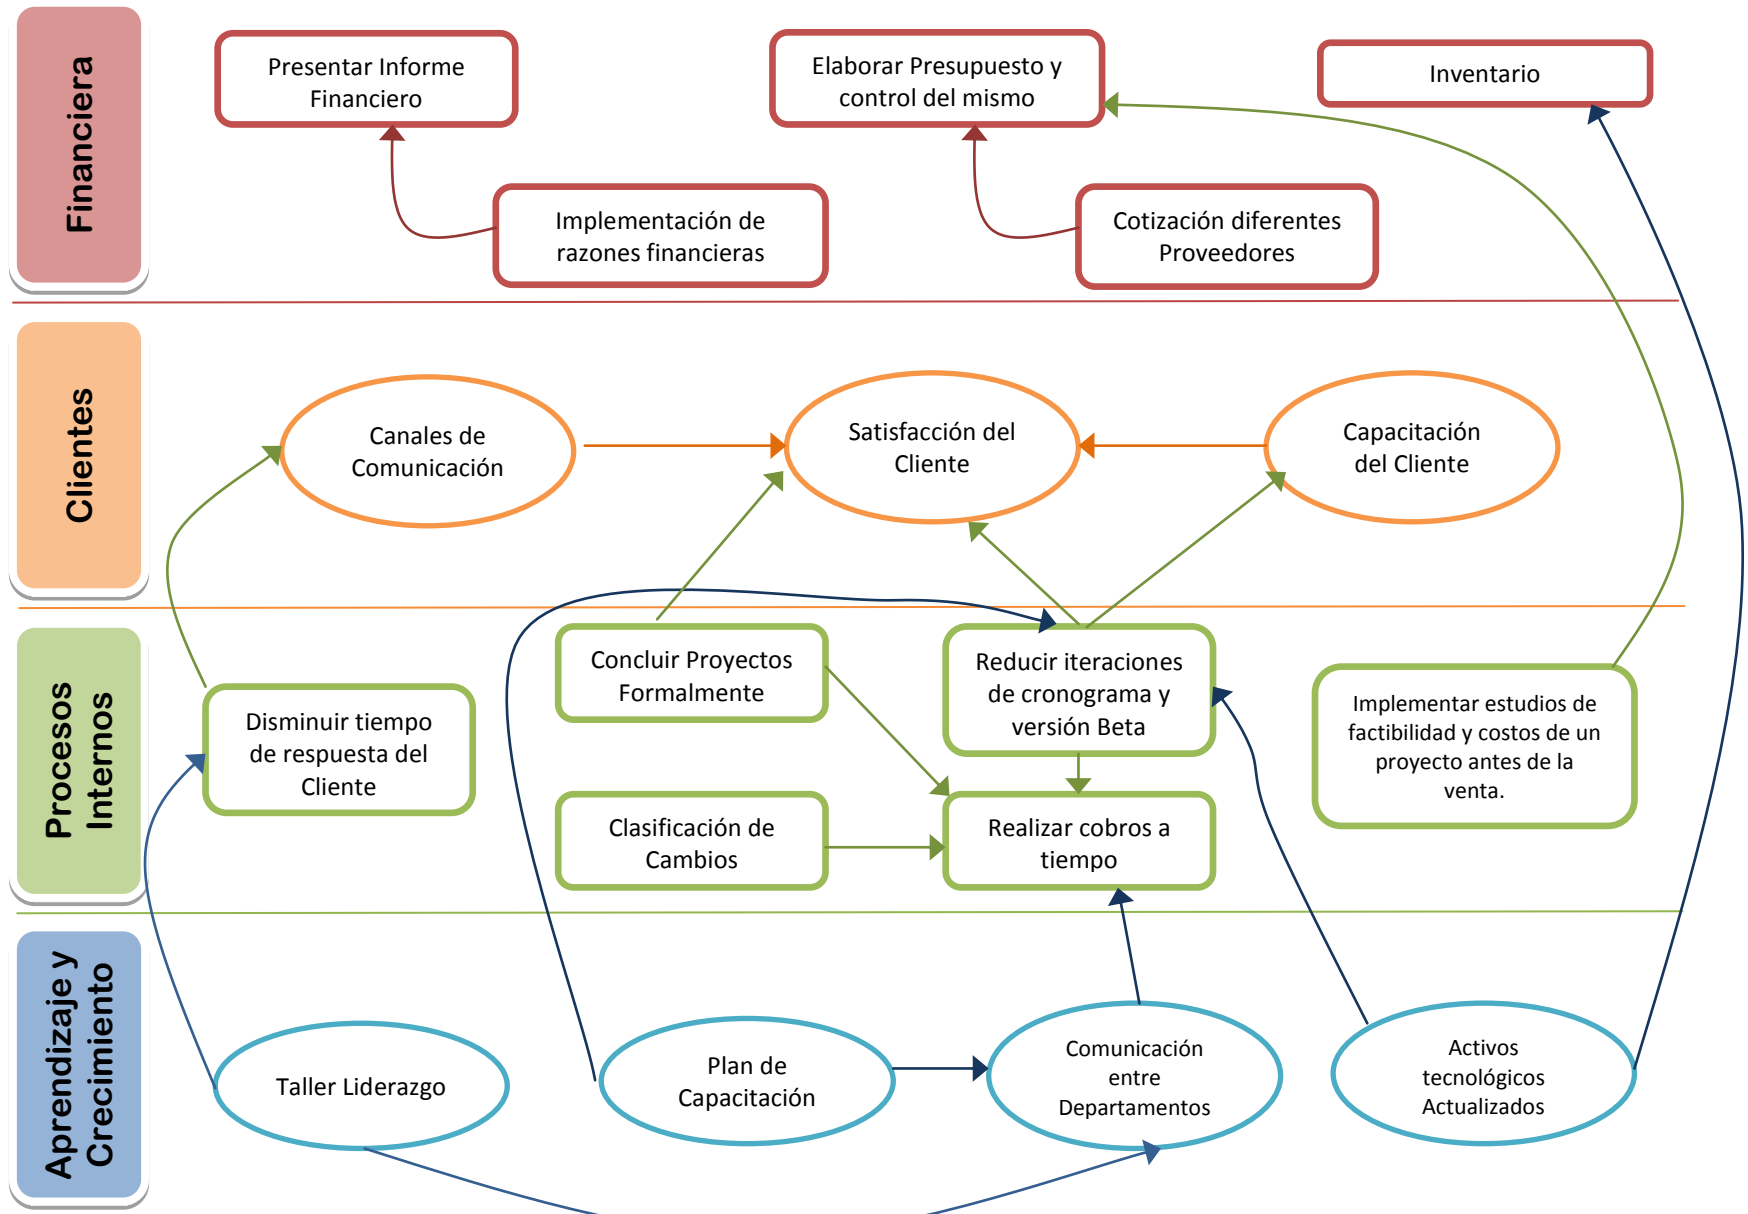 Financiera
Presentar Informe
Financiero
Elaborar Presupuesto y
control del mismo
Inventario
Implementación de
razones financieras
Cotización diferentes
Proveedores
Clientes
Canales de
Comunicación
Satisfacción del
Cliente
Capacitación
del Cliente
Procesos
Internos
Disminuir tiempo
de respuesta del
Cliente
Concluir Proyectos
Formalmente
Reducir iteraciones
de cronograma y
versión Beta
Implementar estudios de
factibilidad y costos de un
proyecto antes de la
venta.
Clasificación de
Cambios
Realizar cobros a
tiempo
Aprendizaje y
Crecimiento
Taller Liderazgo
Plan de
Capacitación
Comunicación
entre
Departamentos
Activos
tecnológicos
Actualizados